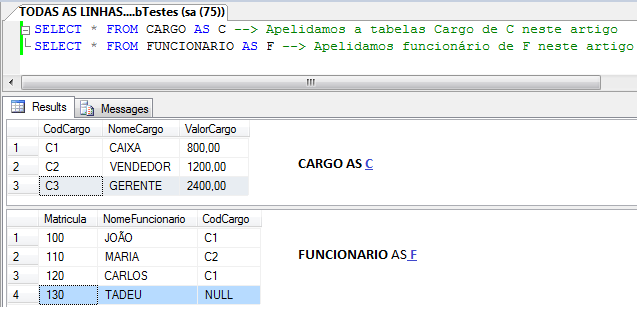 TODAS AS LINHAS....bTestes (sa (75))
SELECT * FROM CARGO AS C --> Apelidamos a tabelas Cargo de C neste artigo
SELECT * FROM FUNCIONARIO AS F --> Apelidamos funcionário de F neste artigo
Results Messages
CodCargo NomeCargo ValorCargo
1 C1 CAIXA 800,00
2 C2 VENDEDOR 1200,00
3 C3 GERENTE 2400,00
CARGO AS C
Matricula NomeFuncionario CodCargo
1 100 JOÃO C1
2 110 MARIA C2
3 120 CARLOS C1
4 130 TADEU NULL
FUNCIONARIO AS F